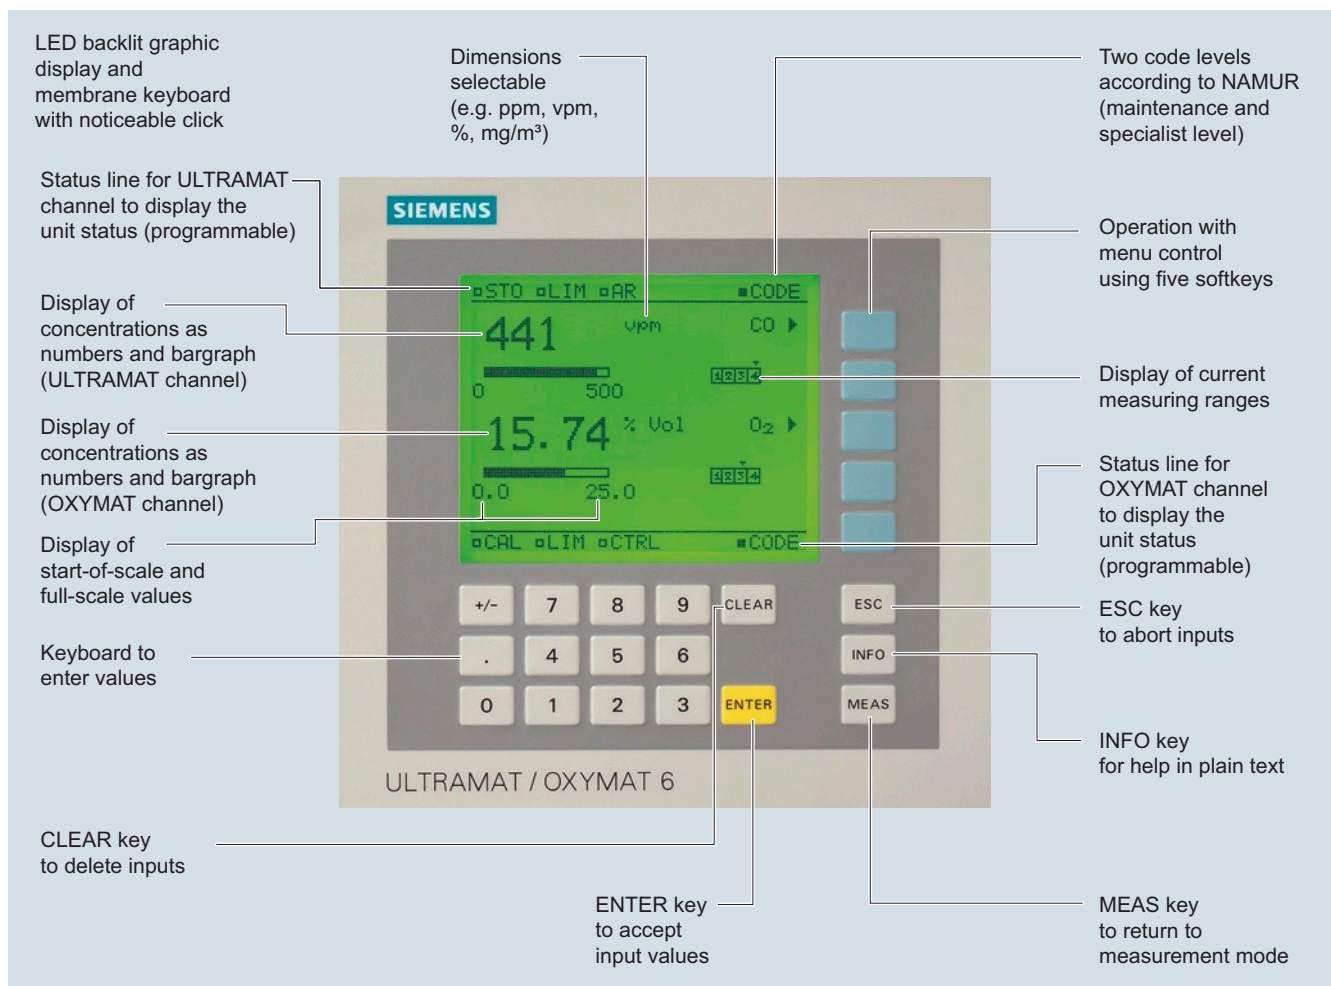 LED backlit graphic
display and
membrane keyboard
with noticeable click
Dimensions
selectable
(e.g. ppm, vpm,
%, mg/m³)
Two code levels
according to NAMUR
(maintenance and
specialist level)
Status line for ULTRAMAT
channel to display the
unit status (programmable)
Operation with
menu control
using five softkeys
Display of
concentrations as
numbers and bargraph
(ULTRAMAT channel)
Display of current
measuring ranges
Display of
concentrations as
numbers and bargraph
(OXYMAT channel)
Status line for
OXYMAT channel
to display the
unit status
(programmable)
Display of
start-of-scale and
full-scale values
ESC key
to abort inputs
Keyboard to
enter values
INFO key
for help in plain text
CLEAR key
to delete inputs
ENTER key
to accept
input values
MEAS key
to return to
measurement mode
SIEMENS
STO LIM AR CODE
441 vpm CO
1 2 3 4
0 500
15.74 % Vol O₂
1 2 3 4
0.0 25.0
CAL LIM CTRL CODE
+/- 7 8 9 CLEAR ESC
. 4 5 6 INFO
0 1 2 3 ENTER MEAS
ULTRAMAT / OXYMAT 6